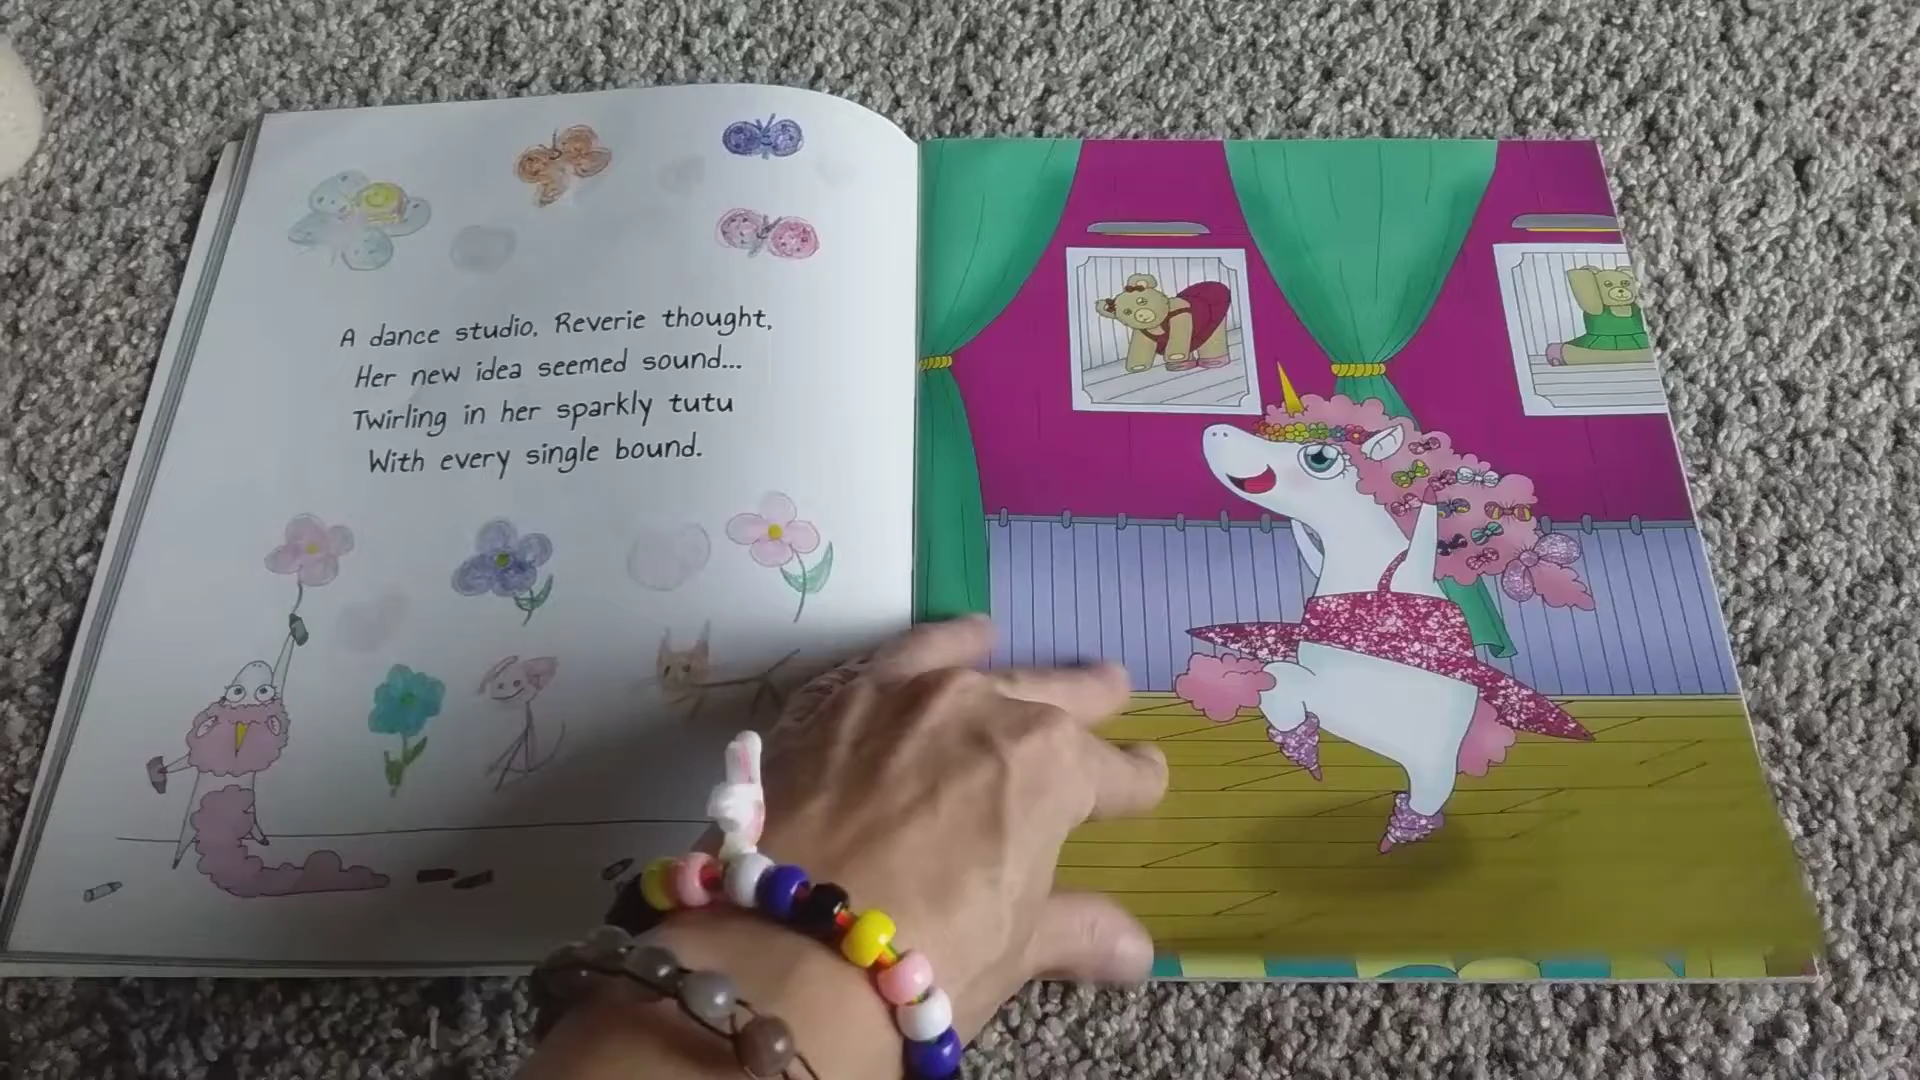 A dance studio, Reverie thought,
Her new idea seemed sound...
Twirling in her sparkly tutu
With every single bound.